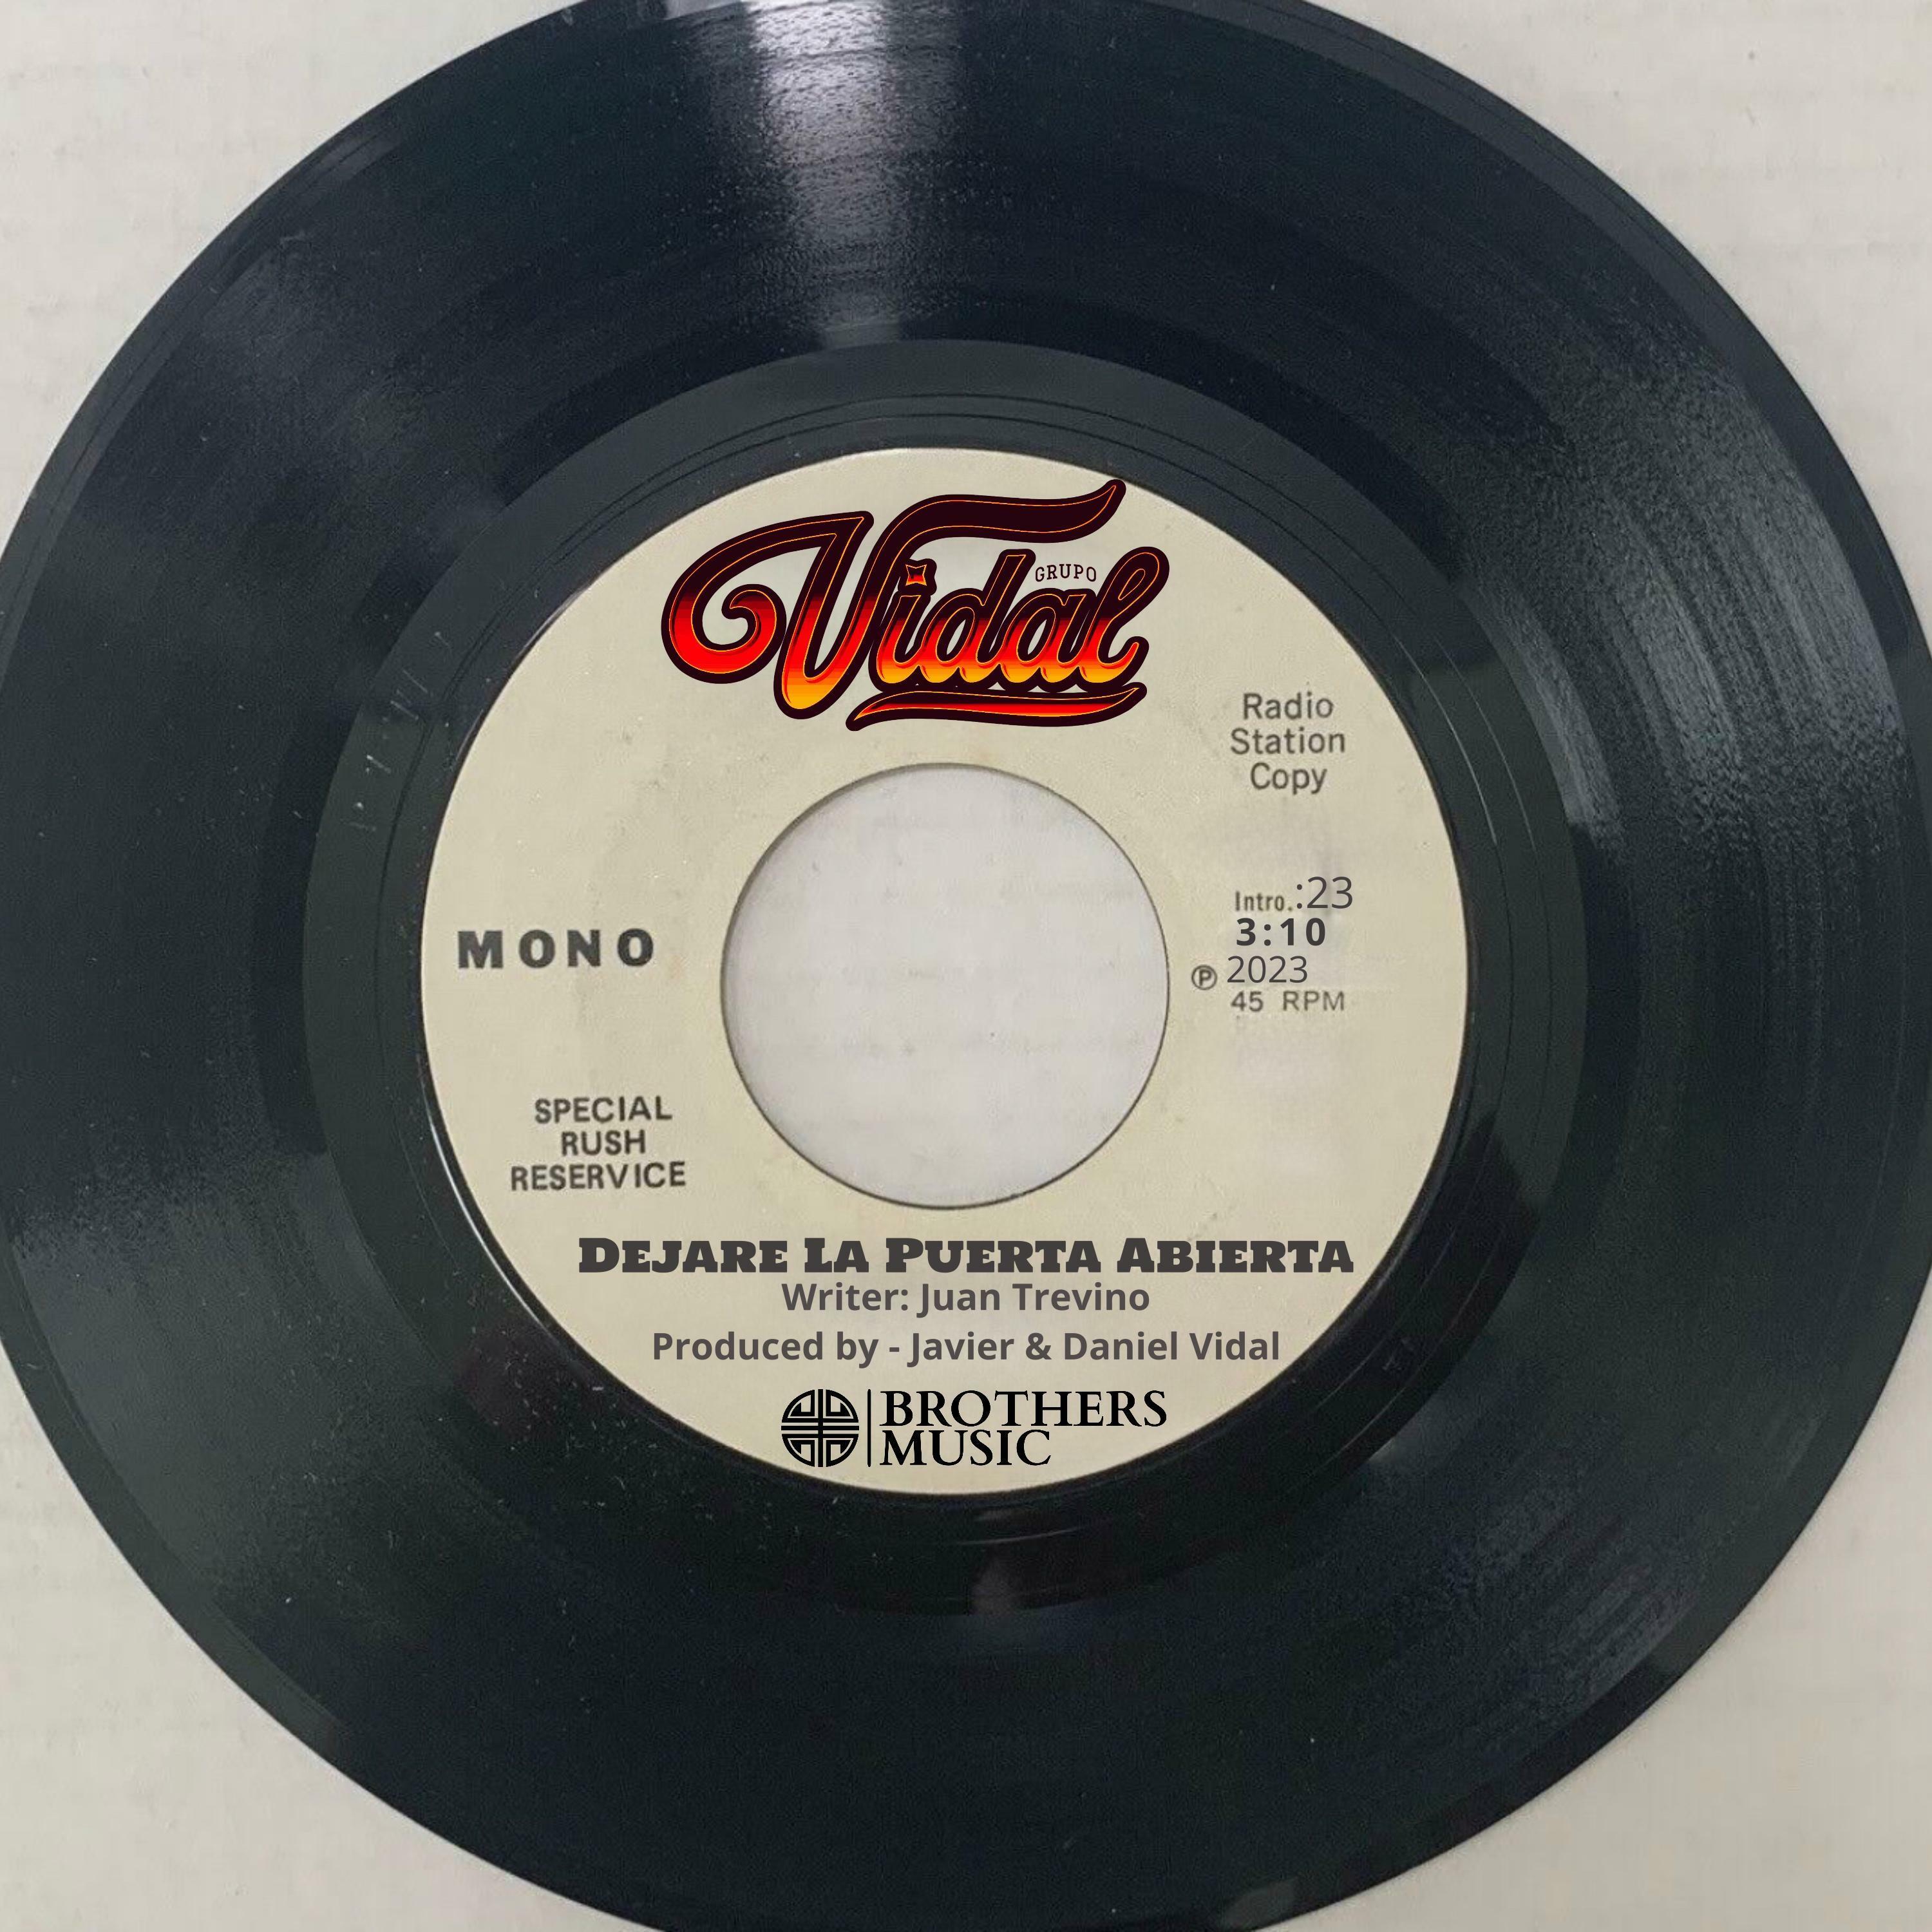 GRUPO
Vidal
Radio
Station
Copy
Intro.:23
3:10
℗ 2023
45 RPM
MONO
SPECIAL
RUSH
RESERVICE
DEJARE LA PUERTA ABIERTA
Writer: Juan Trevino
Produced by - Javier & Daniel Vidal
BROTHERS
MUSIC